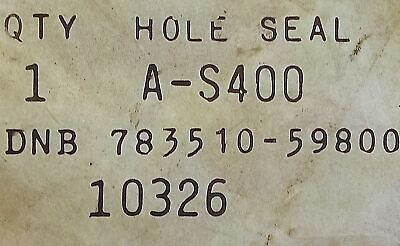 QTY HOLE SEAL
1 A-S400
DNB 783510-59800
10326